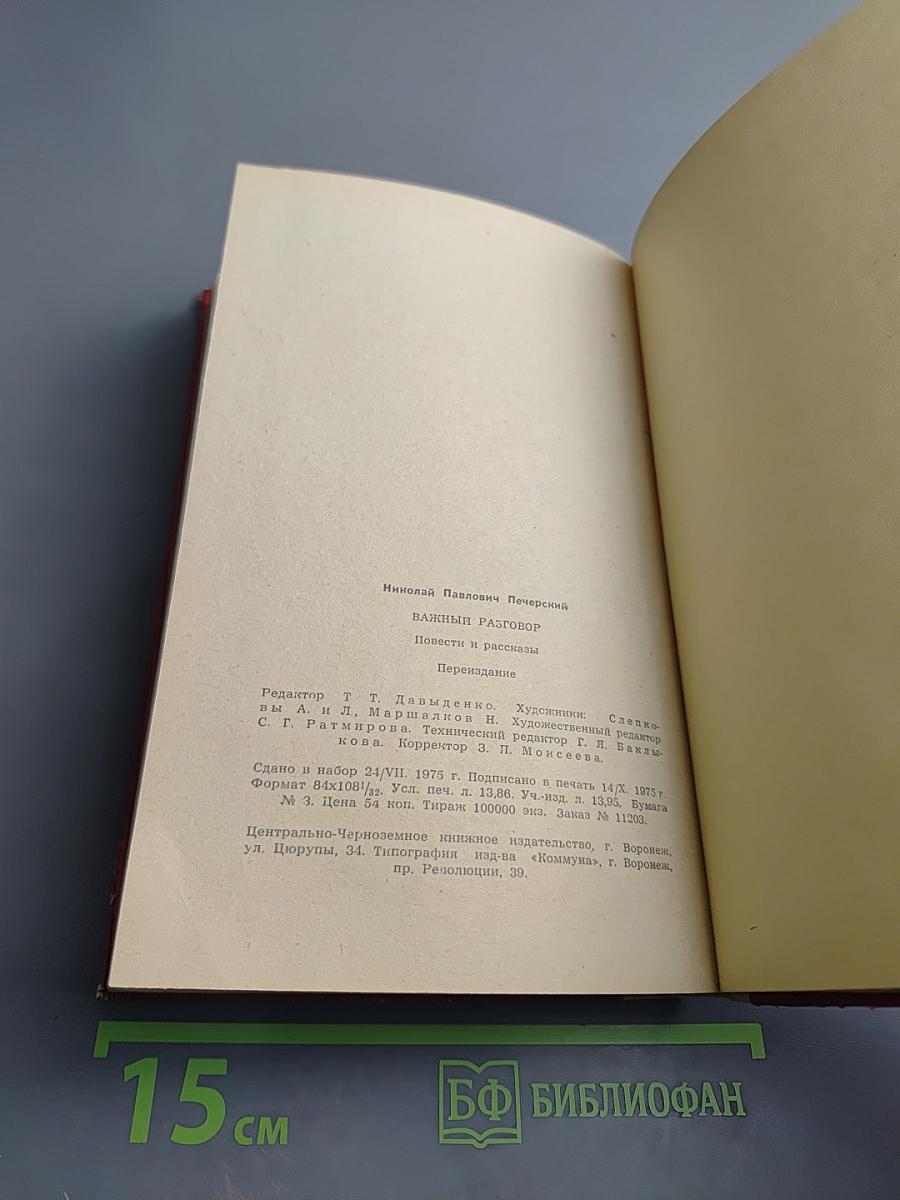 Николай Павлович Печерский
ВАЖНЫЙ РАЗГОВОР
Повести и рассказы
Переиздание
Редактор Т. Т. Давыденко. Художники: Слепко-
вы А. и Л., Маршалков Н. Художественный редактор
С. Г. Ратмирова. Технический редактор Г. Я. Баклы-
кова. Корректор З. П. Моисеева.
Сдано в набор 24/VII. 1975 г. Подписано в печать 14/X. 1975 г.
Формат 84x108¹/₃₂. Усл. печ. л. 13,86. Уч.-изд. л. 13,95. Бумага
№ 3. Цена 54 коп. Тираж 100000 экз. Заказ № 11203.
Центрально-Черноземное книжное издательство, г. Воронеж,
ул. Цюрупы, 34. Типография изд-ва «Коммуна», г. Воронеж,
пр. Революции, 39.
15 см
БФ БИБЛИОФАН